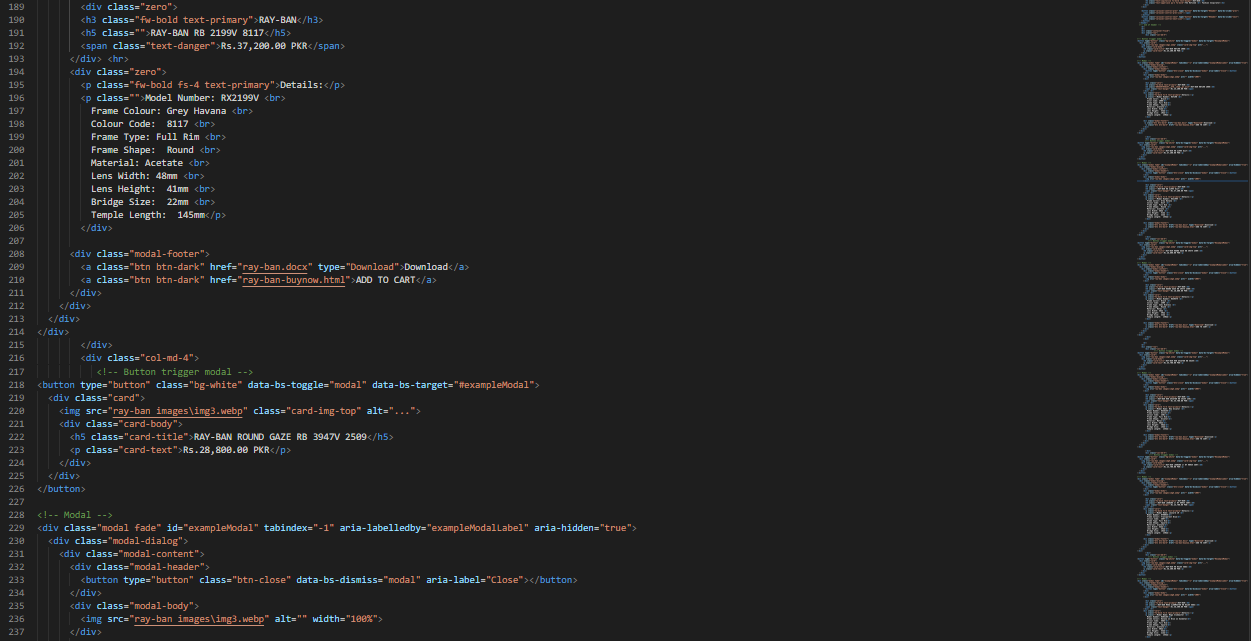 189 <div class="zero">
190 <h3 class="fw-bold text-primary">RAY-BAN</h3>
191 <h5 class="">RAY-BAN RB 2199V 8117</h5>
192 <span class="text-danger">Rs.37,200.00 PKR</span>
193 </div> <hr>
194 <div class="zero">
195 <p class="fw-bold fs-4 text-primary">Details:</p>
196 <p class="">Model Number: RX2199V <br>
197 Frame Colour: Grey Havana <br>
198 Colour Code:  8117 <br>
199 Frame Type: Full Rim <br>
200 Frame Shape:  Round <br>
201 Material: Acetate <br>
202 Lens Width: 48mm <br>
203 Lens Height:  41mm <br>
204 Bridge Size:  22mm <br>
205 Temple Length:  145mm</p>
206 </div>
207
208 <div class="modal-footer">
209 <a class="btn btn-dark" href="ray-ban.docx" type="Download">Download</a>
210 <a class="btn btn-dark" href="ray-ban-buynow.html">ADD TO CART</a>
211 </div>
212 </div>
213 </div>
214 </div>
215 </div>
216 <div class="col-md-4">
217 <!-- Button trigger modal -->
218 <button type="button" class="bg-white" data-bs-toggle="modal" data-bs-target="#exampleModal">
219 <div class="card">
220 <img src="ray-ban images\img3.webp" class="card-img-top" alt="...">
221 <div class="card-body">
222 <h5 class="card-title">RAY-BAN ROUND GAZE RB 3947V 2509</h5>
223 <p class="card-text">Rs.28,800.00 PKR</p>
224 </div>
225 </div>
226 </button>
227
228 <!-- Modal -->
229 <div class="modal fade" id="exampleModal" tabindex="-1" aria-labelledby="exampleModalLabel" aria-hidden="true">
230 <div class="modal-dialog">
231 <div class="modal-content">
232 <div class="modal-header">
233 <button type="button" class="btn-close" data-bs-dismiss="modal" aria-label="Close"></button>
234 </div>
235 <div class="modal-body">
236 <img src="ray-ban images\img3.webp" alt="" width="100%">
237 </div>